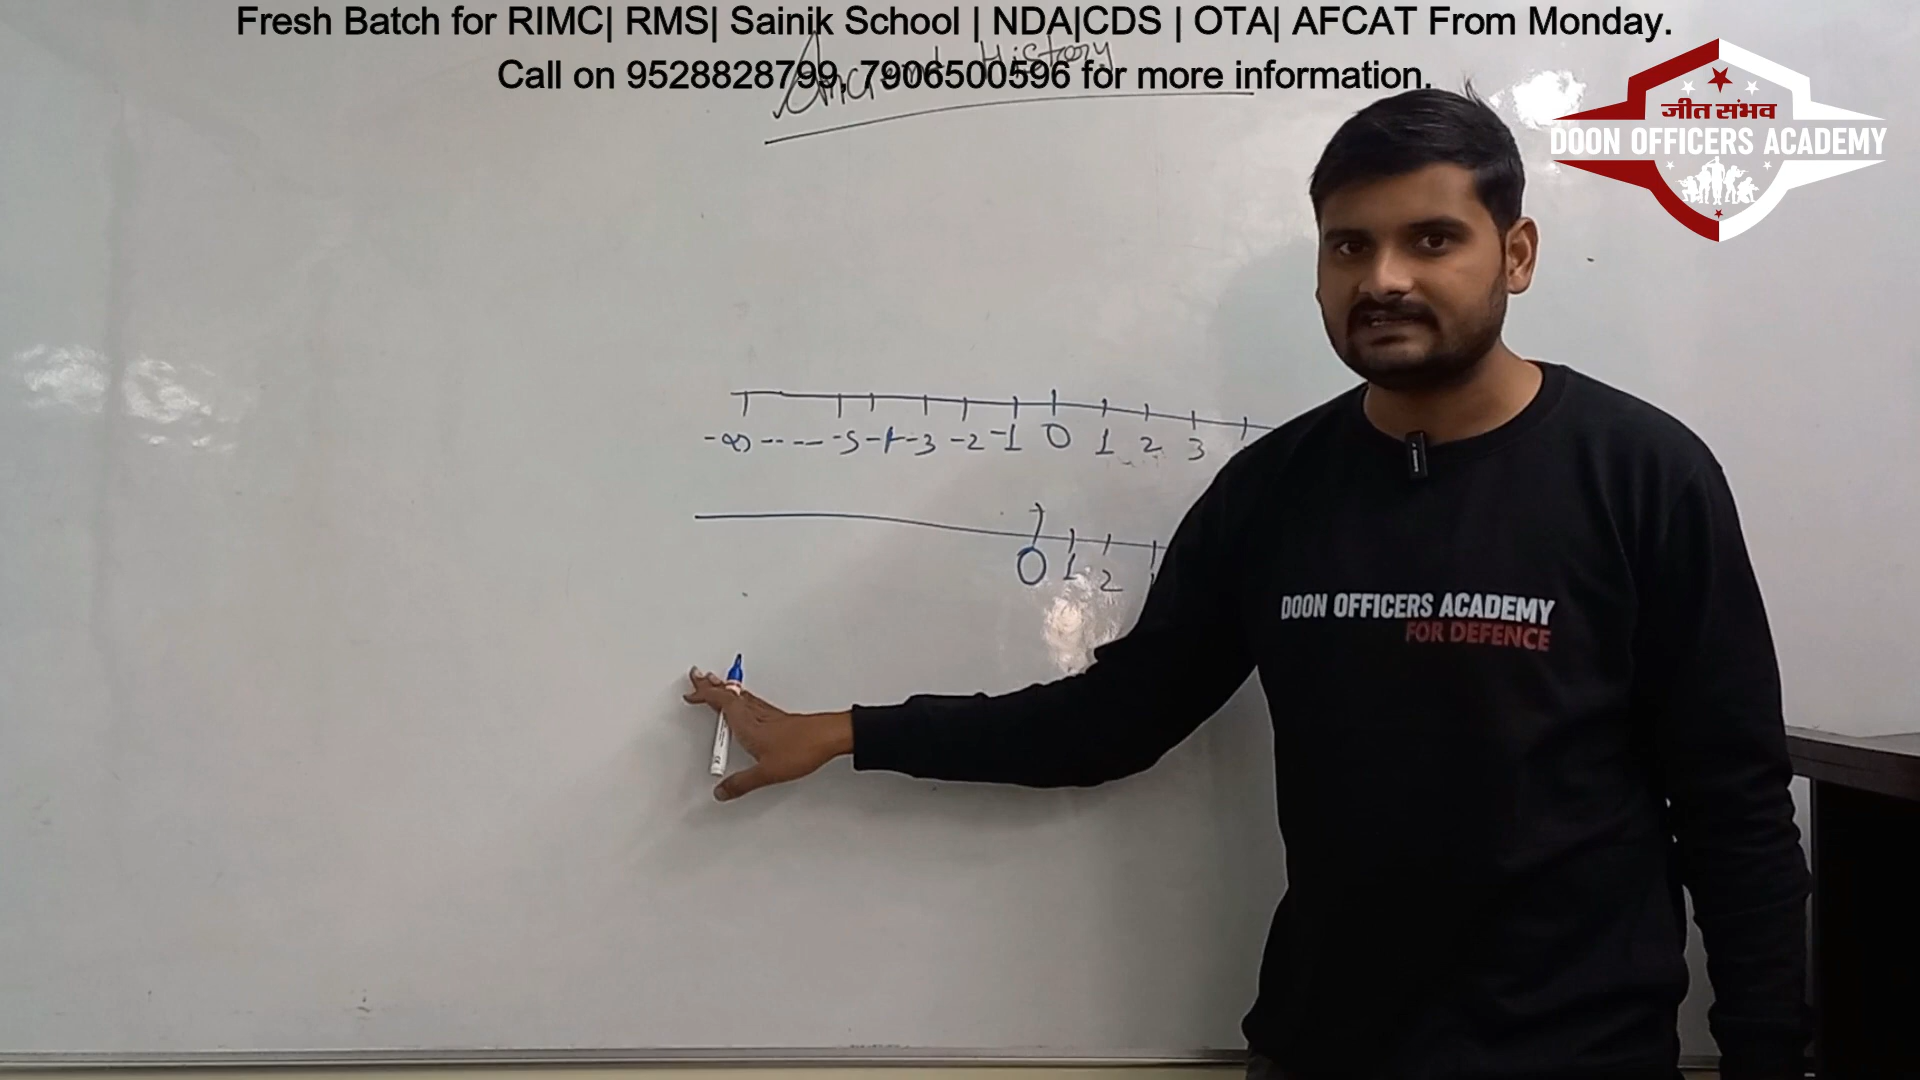 Fresh Batch for RIMC| RMS| Sainik School | NDA|CDS | OTA| AFCAT From Monday.
Call on 9528828799, 7906500596 for more information.
Ancient History
जीत संभव
DOON OFFICERS ACADEMY
-∞ ---- -5 -4 -3 -2 -1 0 1 2 3
0 1 2
DOON OFFICERS ACADEMY
FOR DEFENCE